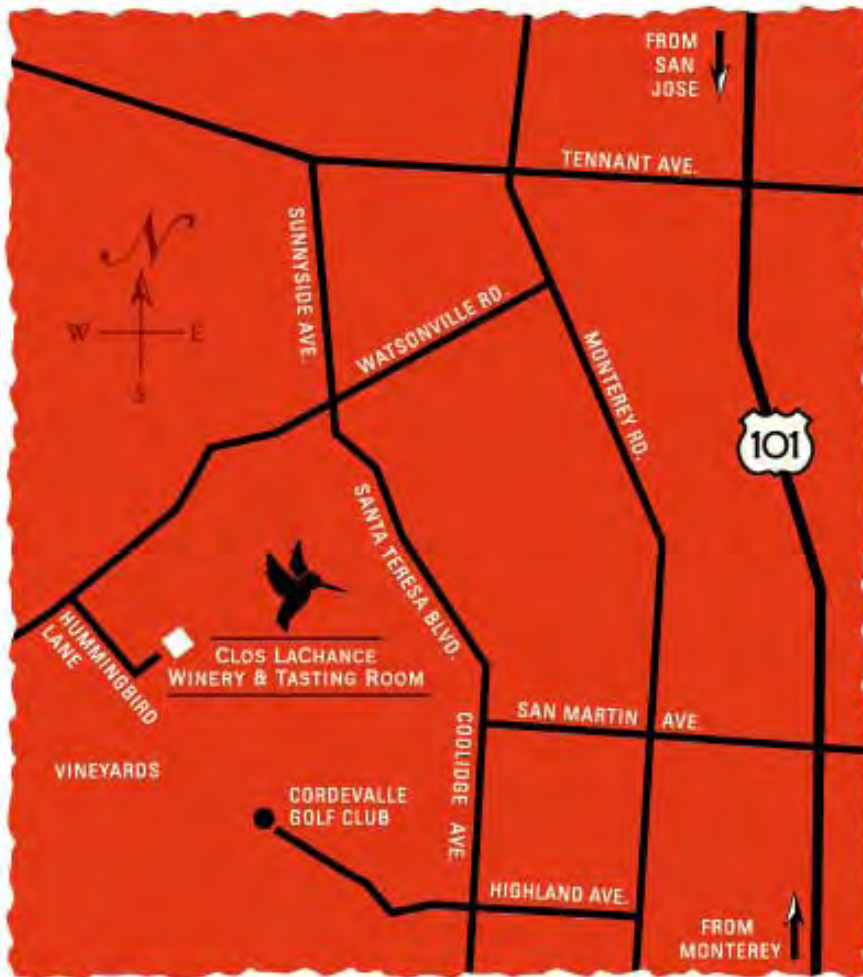 FROM
SAN
JOSE
TENNANT AVE.
N
W E
S
SUNNYSIDE AVE.
WATSONVILLE RD.
MONTEREY RD.
101
SANTA TERESA BLVD.
HUMMINGBIRD
LANE
CLOS LACHANCE
WINERY & TASTING ROOM
SAN MARTIN AVE
COOLIDGE AVE.
VINEYARDS
CORDEVALLE
GOLF CLUB
HIGHLAND AVE.
FROM
MONTEREY